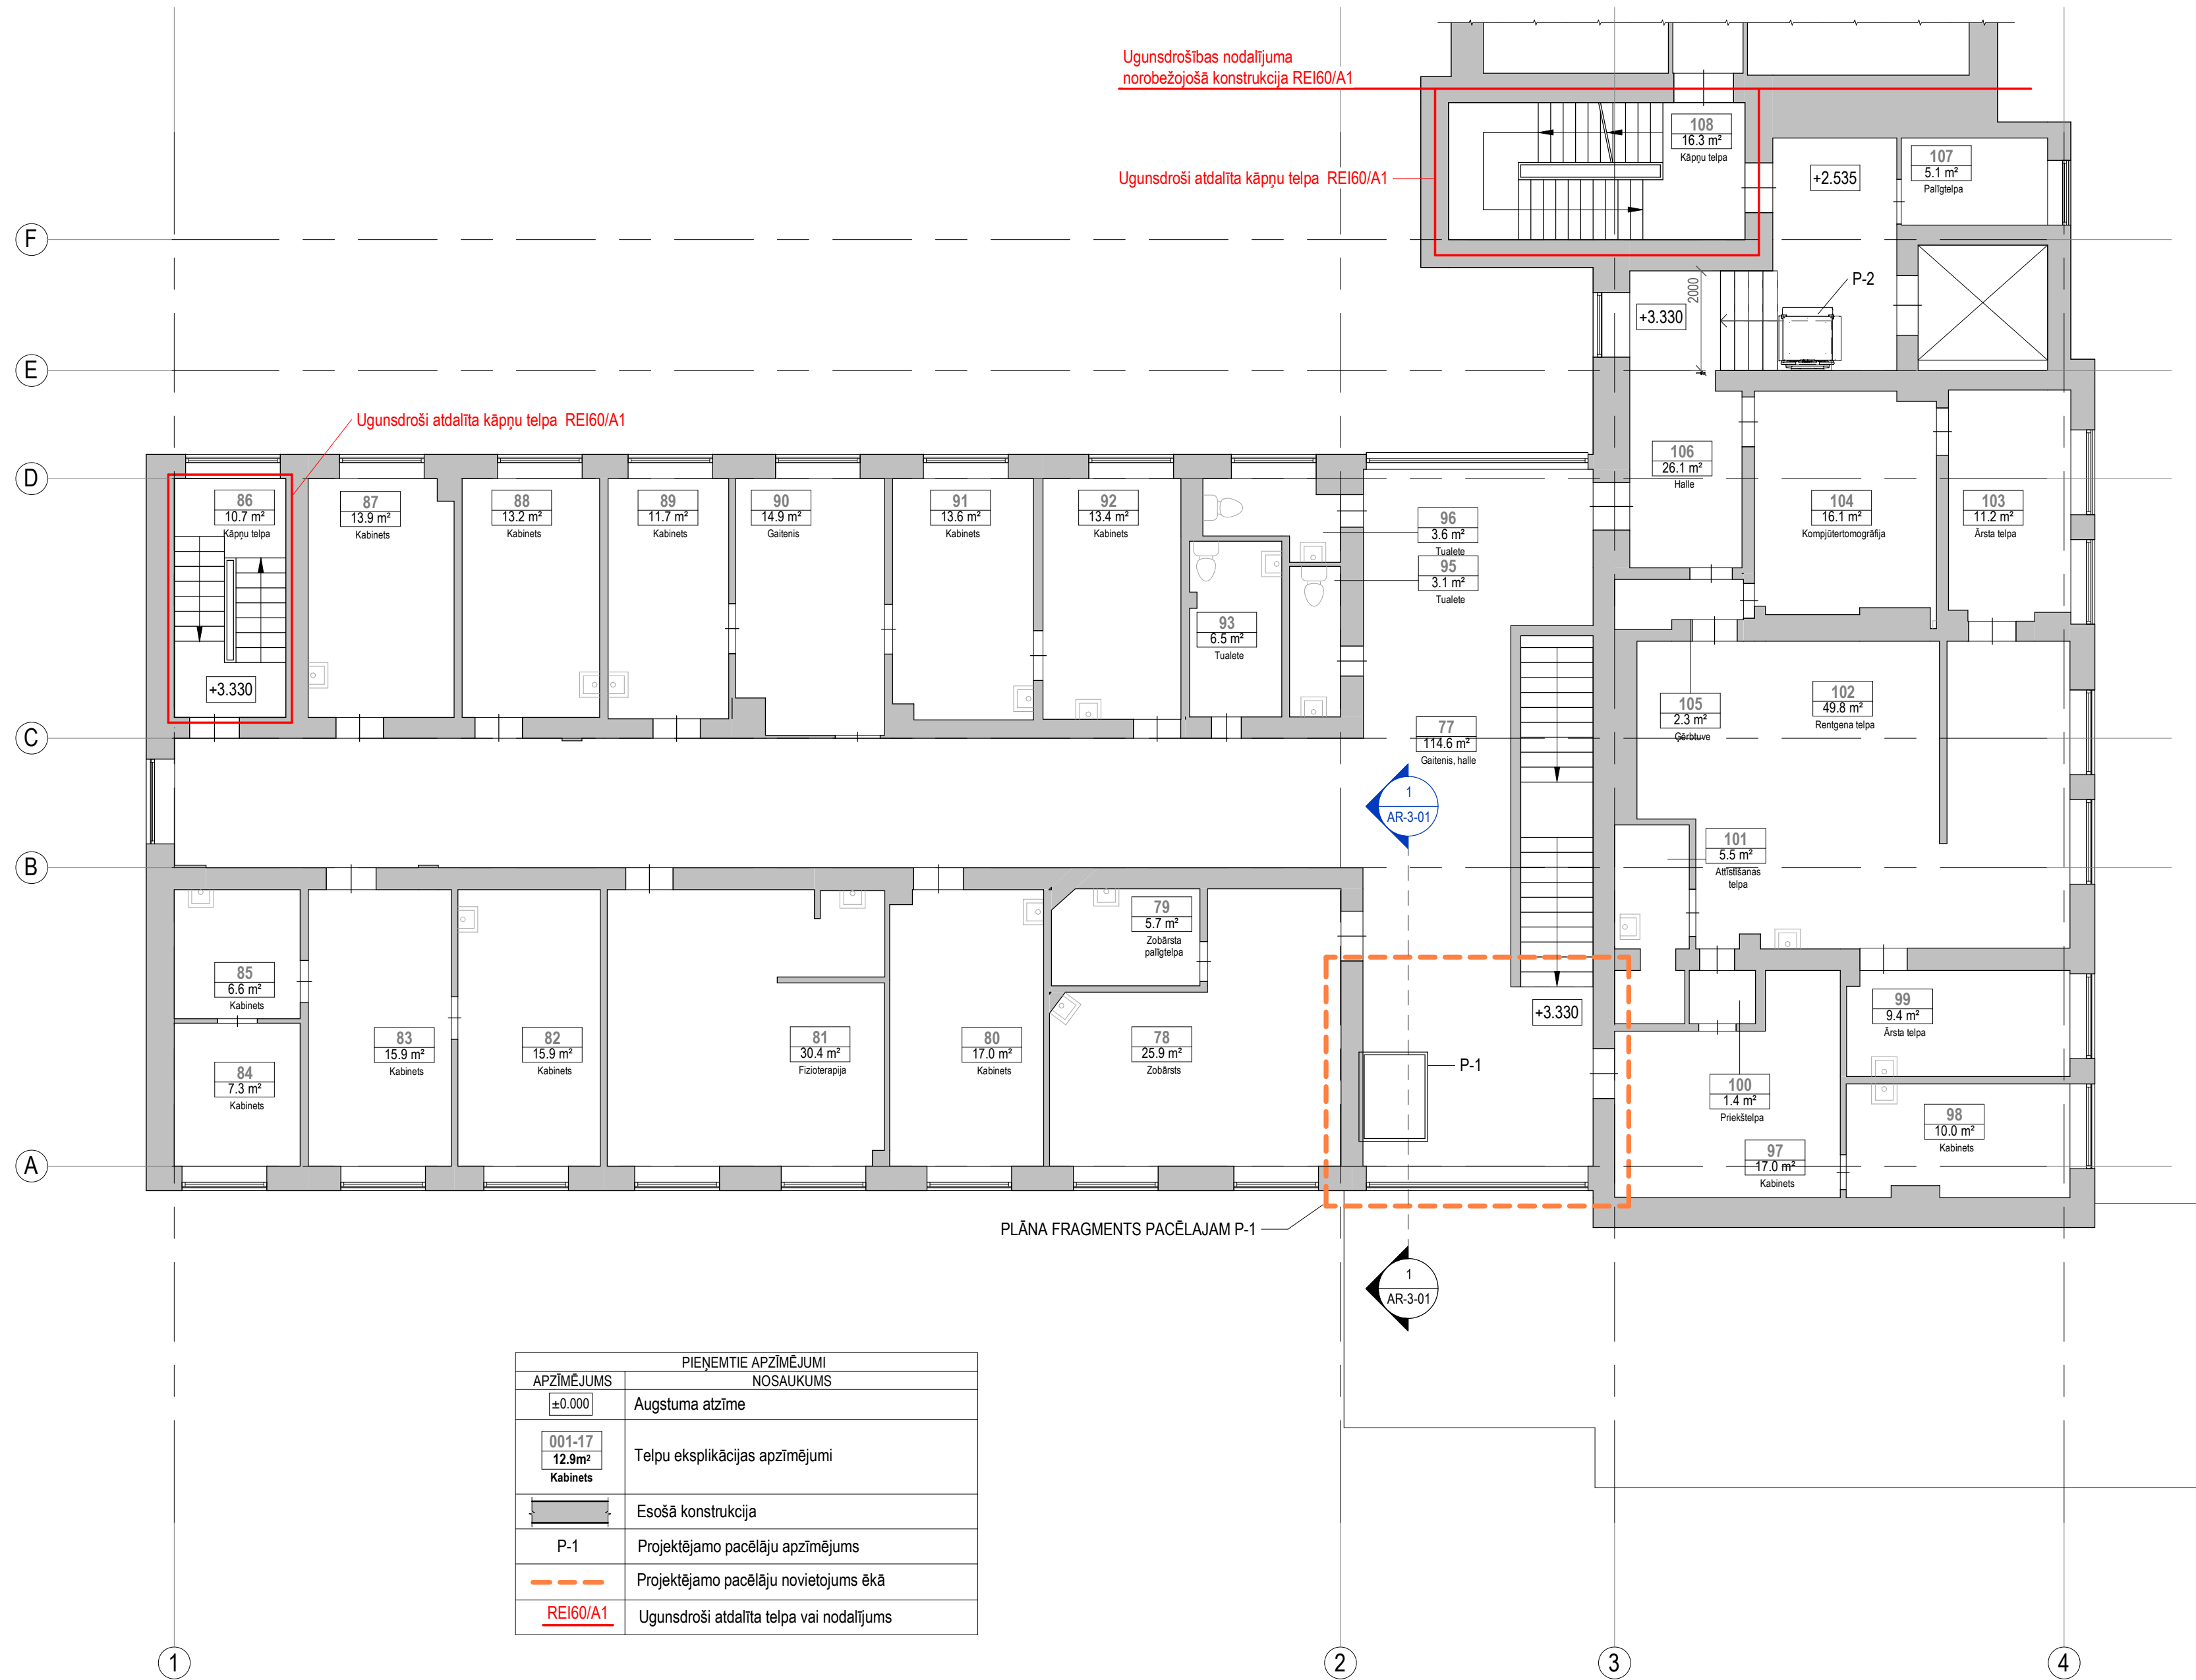 Ugunsdrošības nodalījuma
norobežojošā konstrukcija REI60/A1
Ugunsdroši atdalīta kāpņu telpa REI60/A1
108
16.3 m²
Kāpņu telpa
+2.535
107
5.1 m²
Palīgtelpa
F
P-2
2000
+3.330
E
Ugunsdroši atdalīta kāpņu telpa REI60/A1
D
86
10.7 m²
Kāpņu telpa
+3.330
87
13.9 m²
Kabinets
88
13.2 m²
Kabinets
89
11.7 m²
Kabinets
90
14.9 m²
Gaitenis
91
13.6 m²
Kabinets
92
13.4 m²
Kabinets
96
3.6 m²
Tualete
95
3.1 m²
Tualete
93
6.5 m²
Tualete
106
26.1 m²
Halle
104
16.1 m²
Kompjūtertomogrāfija
103
11.2 m²
Ārsta telpa
105
2.3 m²
Ģērbtuve
102
49.8 m²
Rentgena telpa
C
77
114.6 m²
Gaitenis, halle
1
AR-3-01
B
101
5.5 m²
Attīstīšanas
telpa
79
5.7 m²
Zobārsta
palīgtelpa
85
6.6 m²
Kabinets
84
7.3 m²
Kabinets
83
15.9 m²
Kabinets
82
15.9 m²
Kabinets
81
30.4 m²
Fizioterapija
80
17.0 m²
Kabinets
78
25.9 m²
Zobārsts
+3.330
P-1
99
9.4 m²
Ārsta telpa
100
1.4 m²
Priekštelpa
98
10.0 m²
Kabinets
97
17.0 m²
Kabinets
A
PLĀNA FRAGMENTS PACĒLAJAM P-1
1
AR-3-01
PIEŅEMTIE APZĪMĒJUMI
APZĪMĒJUMS NOSAUKUMS
±0.000 Augstuma atzīme
001-17
12.9m²
Kabinets
Telpu eksplikācijas apzīmējumi
Esošā konstrukcija
P-1 Projektējamo pacēlāju apzīmējums
Projektējamo pacēlāju novietojums ēkā
REI60/A1 Ugunsdroši atdalīta telpa vai nodalījums
1 2 3 4